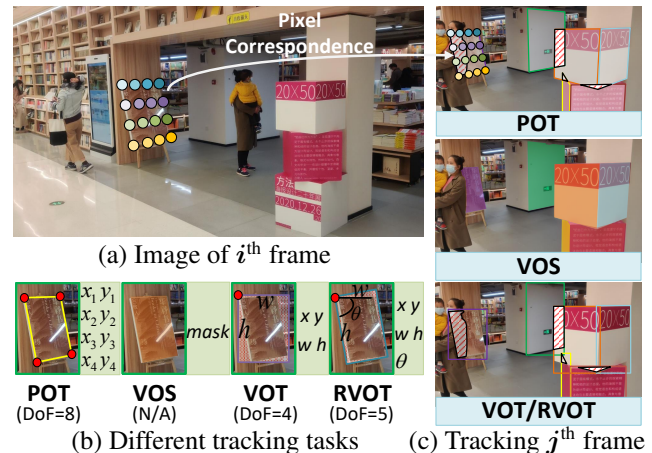 Pixel
Correspondence
20×50 20×50
方法
2020.12.26
(a) Image of iᵗʰ frame
20×50
POT
20×50
VOS
20×50
VOT/RVOT
x₁ y₁
x₂ y₂
x₃ y₃
x₄ y₄
mask
w
h
x y
w h
w
θ
h
x y
w h
θ
POT VOS VOT RVOT
(DoF=8) (N/A) (DoF=4) (DoF=5)
(b) Different tracking tasks (c) Tracking jᵗʰ frame